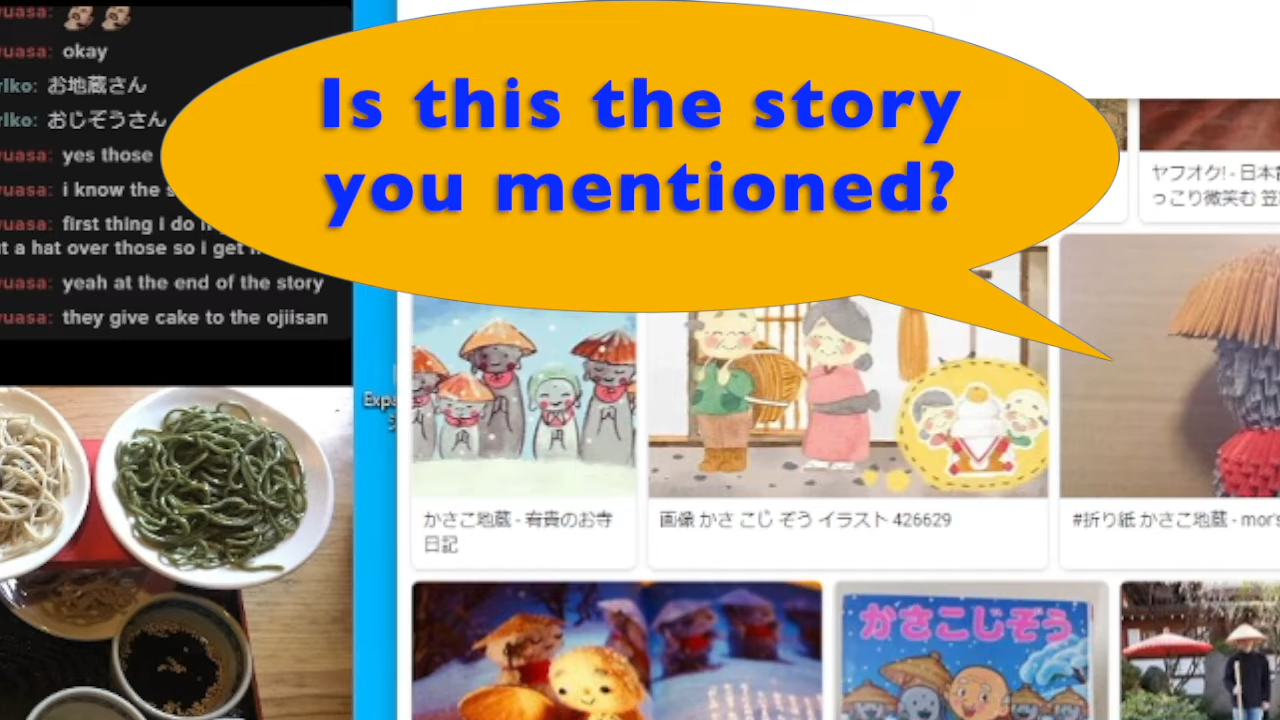 Is this the story
you mentioned?
uasa:
uasa: okay
riko: お地蔵さん
riko: おじぞうさん
uasa: yes those
uasa: i know the
uasa: first thing I do
a hat over those so I get
uasa: yeah at the end of the story
uasa: they give cake to the ojiisan
ヤフオク! - 日本
っこり微笑む 笠
かさこ地蔵 - 宥貴のお寺
日記
画像 かさ こじ ぞう イラスト 426629
#折り紙 かさこ地蔵 - mor's
かさこじぞう